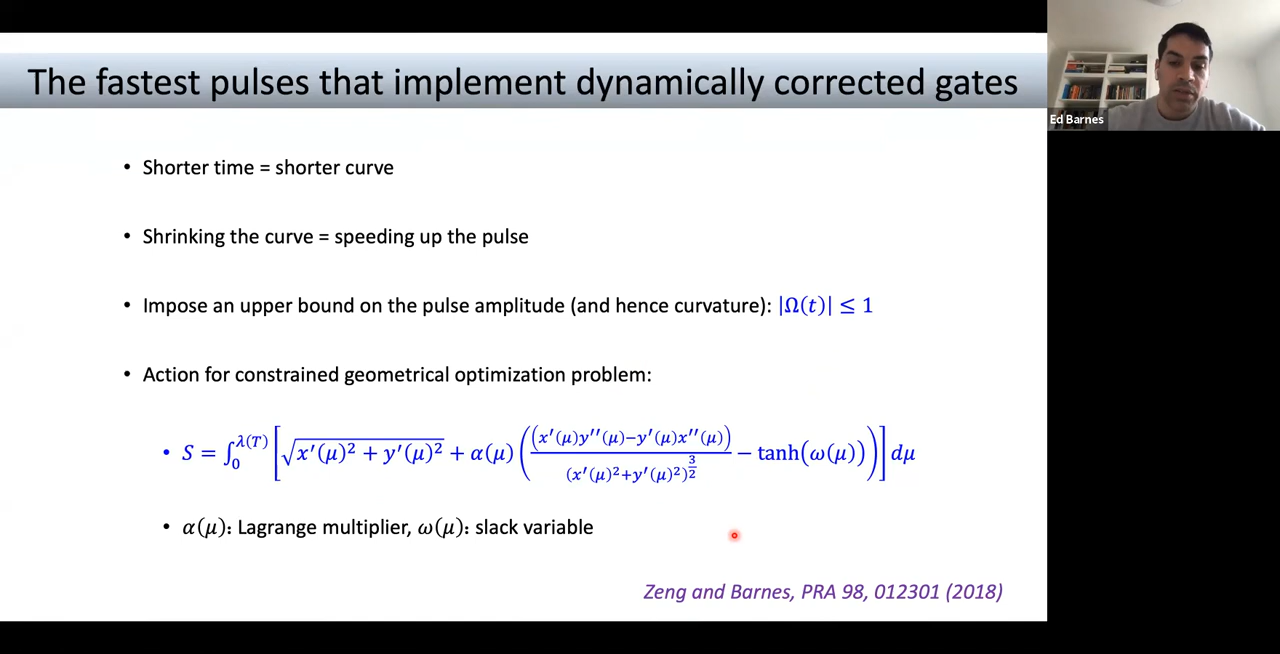 The fastest pulses that implement dynamically corrected gates
Ed Barnes
• Shorter time = shorter curve
• Shrinking the curve = speeding up the pulse
• Impose an upper bound on the pulse amplitude (and hence curvature): |Ω(t)| ≤ 1
• Action for constrained geometrical optimization problem:
• S = ∫₀^λ(T) [√(x′(μ)² + y′(μ)²) + α(μ) ((x′(μ)y′′(μ)−y′(μ)x′′(μ)) / (x′(μ)²+y′(μ)²)^(3/2) − tanh(ω(μ)))] dμ
• α(μ): Lagrange multiplier, ω(μ): slack variable
Zeng and Barnes, PRA 98, 012301 (2018)